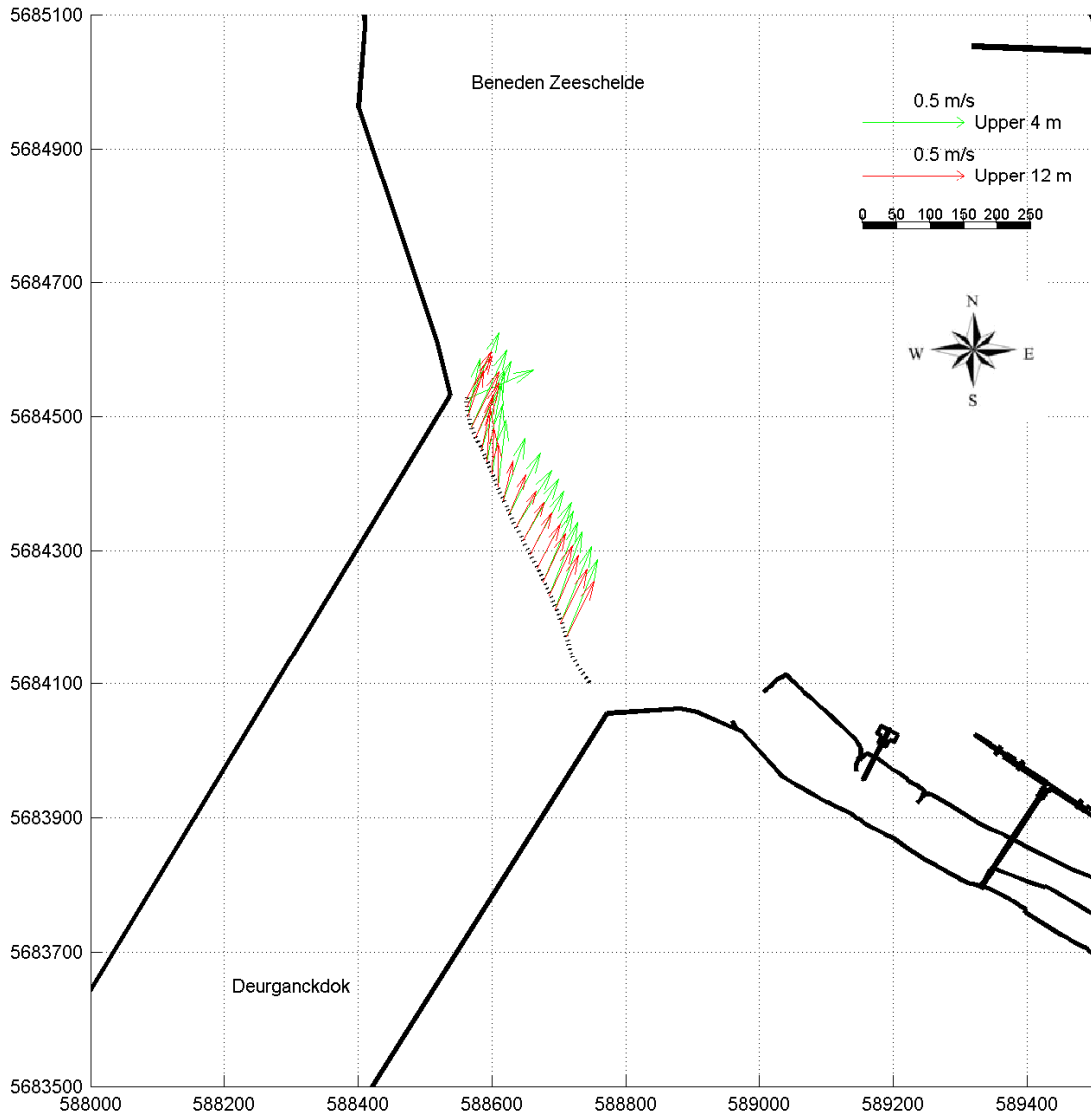 5685100
5684900
5684700
5684500
5684300
5684100
5683900
5683700
5683500
Beneden Zeeschelde
0.5 m/s
Upper 4 m
0.5 m/s
Upper 12 m
0 50 100 150 200 250
N
W E
S
Deurganckdok
588000 588200 588400 588600 588800 589000 589200 589400